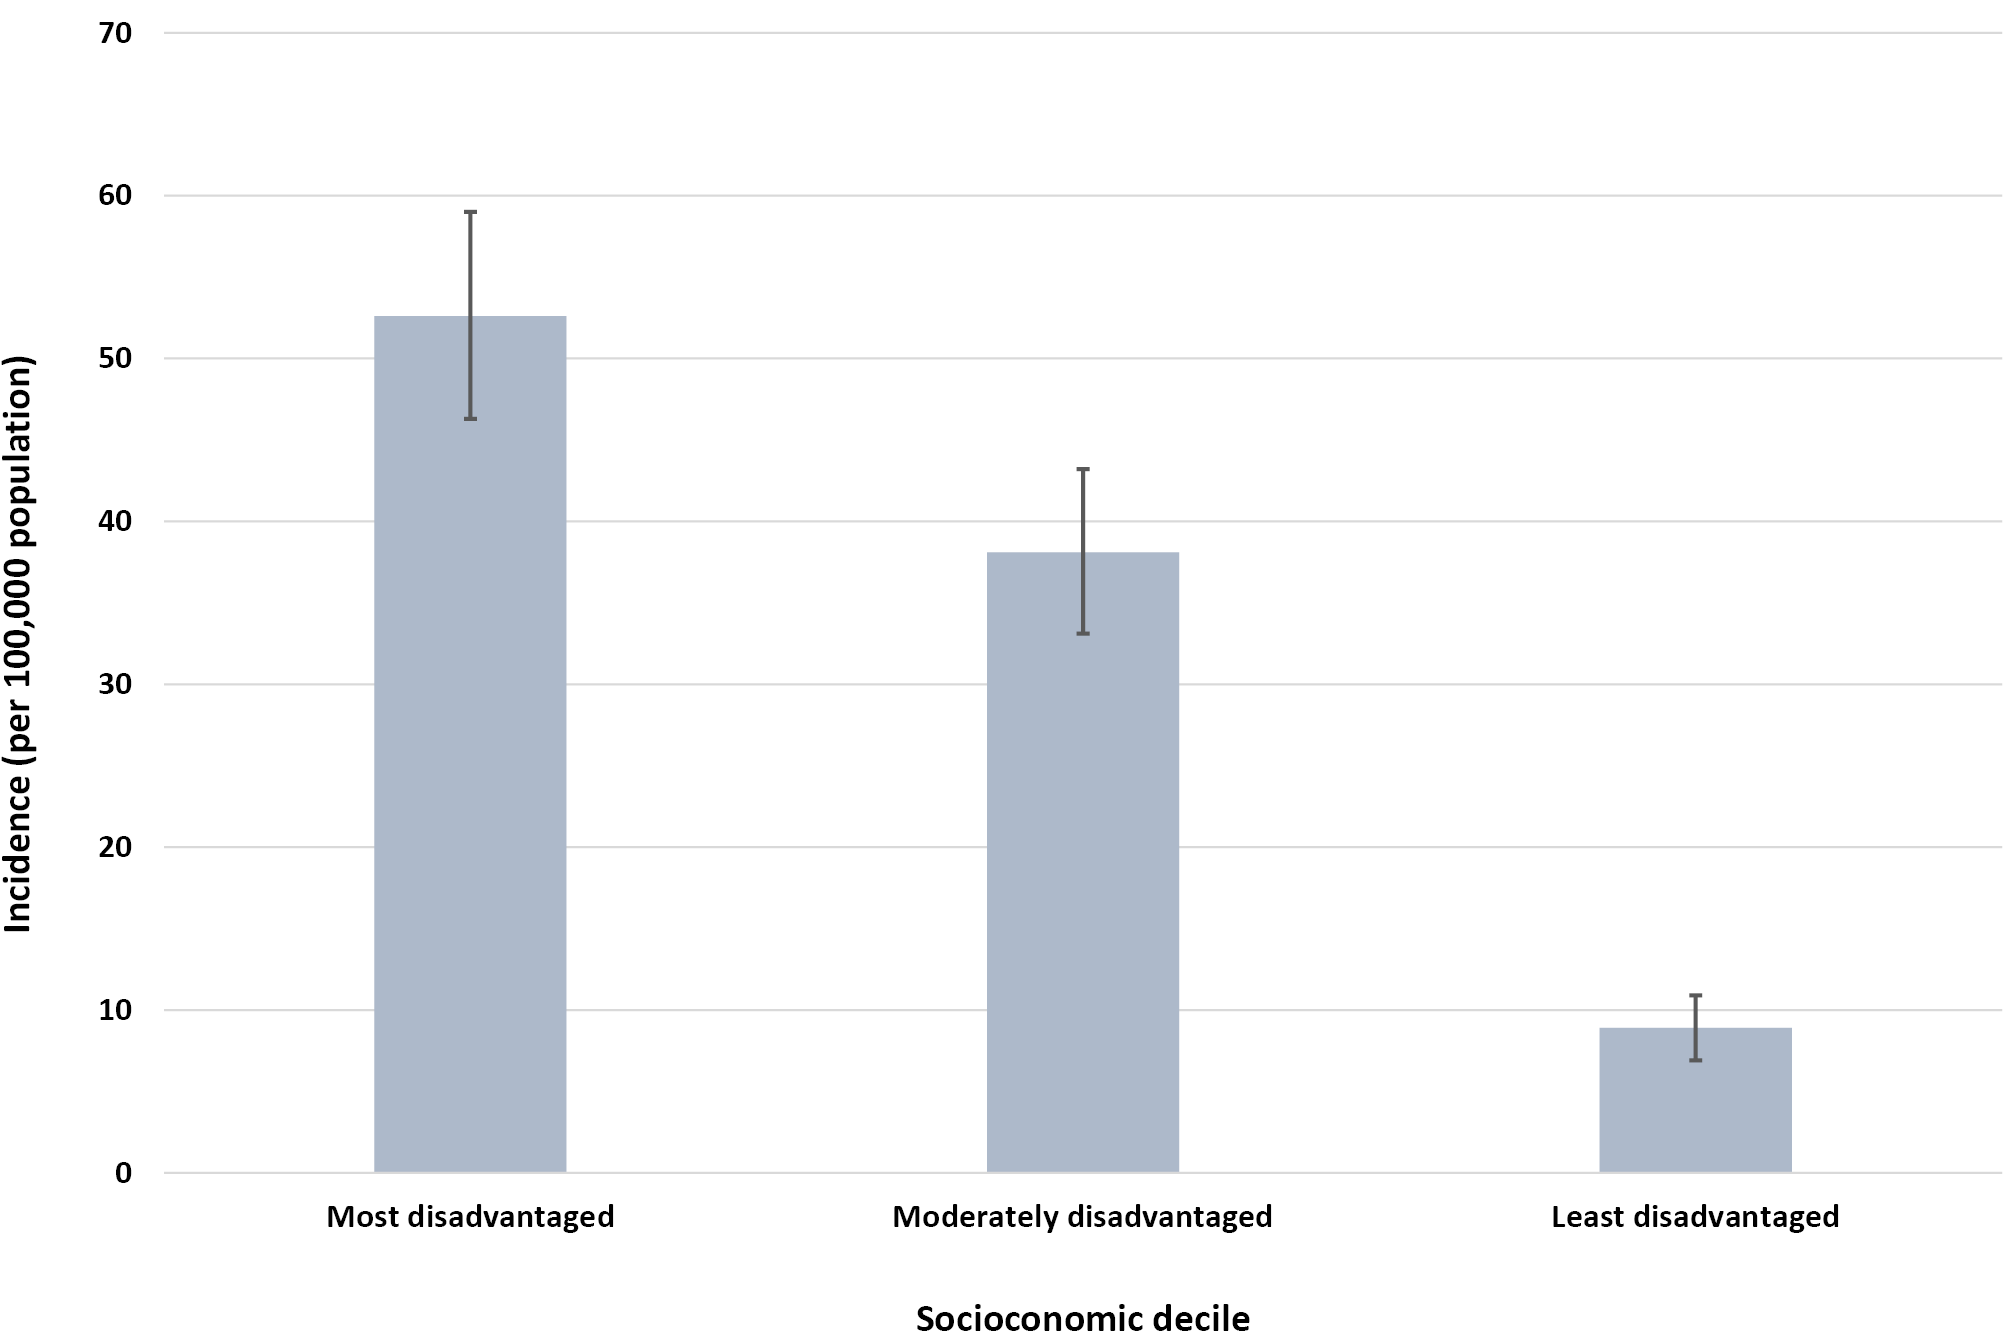 Incidence (per 100,000 population)
70
60
50
40
30
20
10
0
Most disadvantaged
Moderately disadvantaged
Least disadvantaged
Socioconomic decile